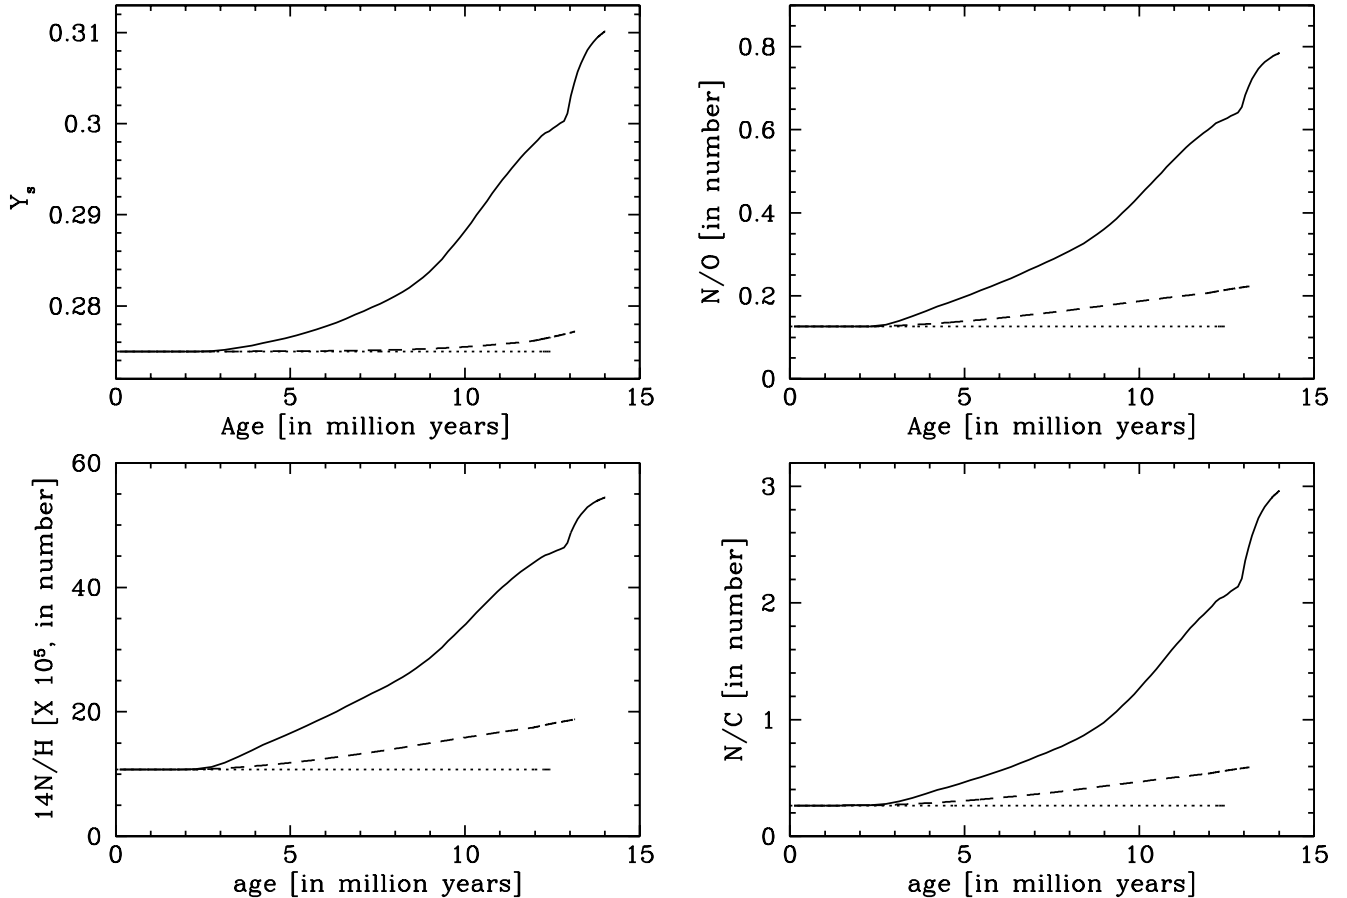 0.31
0.3
0.29
0.28
Y_s
0 5 10 15
Age [in million years]
0.8
0.6
0.4
0.2
0
N/O [in number]
0 5 10 15
Age [in million years]
60
40
20
0
14N/H [X 10⁵, in number]
0 5 10 15
age [in million years]
3
2
1
0
N/C [in number]
0 5 10 15
age [in million years]